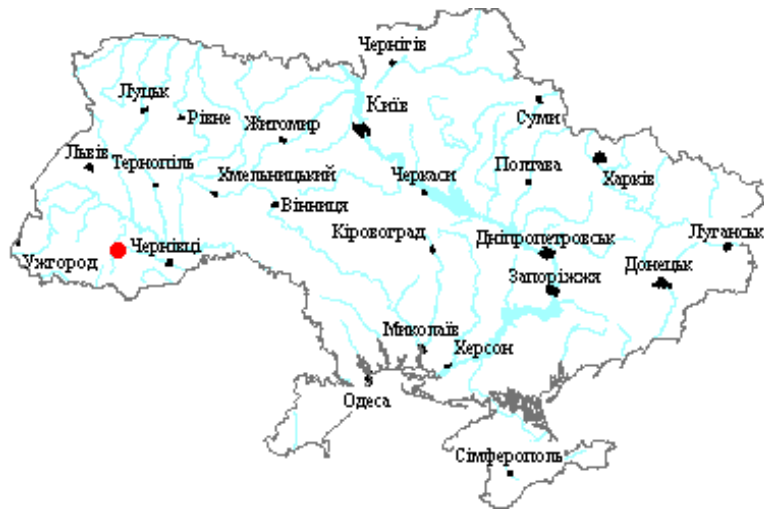 Чернігів
Луцьк
Рівне
Київ
Суми
Житомир
Львів
Тернопіль
Хмельницький
Полтава
Харків
Черкаси
Вінниця
Кіровоград
Дніпропетровськ
Луганськ
Чернівці
Ужгород
Донецьк
Запоріжжя
Миколаїв
Херсон
Одеса
Сімферополь